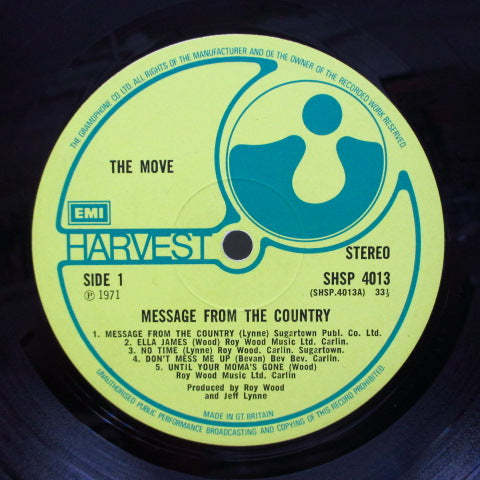 THE GRAMOPHONE CO LTD. ALL RIGHTS OF THE MANUFACTURER AND OF THE OWNER OF THE RECORDED WORK RESERVED.
THE MOVE
EMI
HARVEST
STEREO
SIDE 1
SHSP 4013
Ⓟ 1971
(SHSP.4013A) 33⅓
MESSAGE FROM THE COUNTRY
1. MESSAGE FROM THE COUNTRY (Lynne) Sugartown Publ. Co. Ltd.
2. ELLA JAMES (Wood) Roy Wood Music Ltd. Carlin.
3. NO TIME (Lynne) Roy Wood. Carlin. Sugartown.
4. DON'T MESS ME UP (Bevan) Bev Bev. Carlin.
5. UNTIL YOUR MOMA'S GONE (Wood)
Roy Wood Music Ltd. Carlin
Produced by Roy Wood
and Jeff Lynne
MADE IN GT. BRITAIN
UNAUTHORISED PUBLIC PERFORMANCE BROADCASTING AND COPYING OF THIS RECORD PROHIBITED.